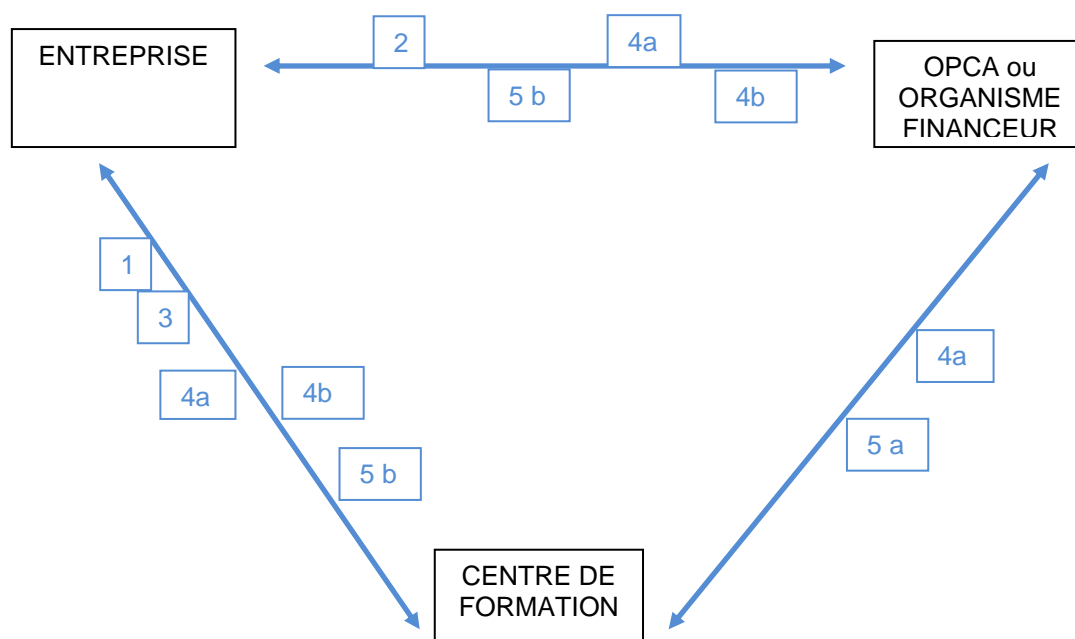 ENTREPRISE
2
4a
OPCA ou
ORGANISME
FINANCEUR
5 b
4b
1
3
4a
4b
5 b
4a
5 a
CENTRE DE
FORMATION